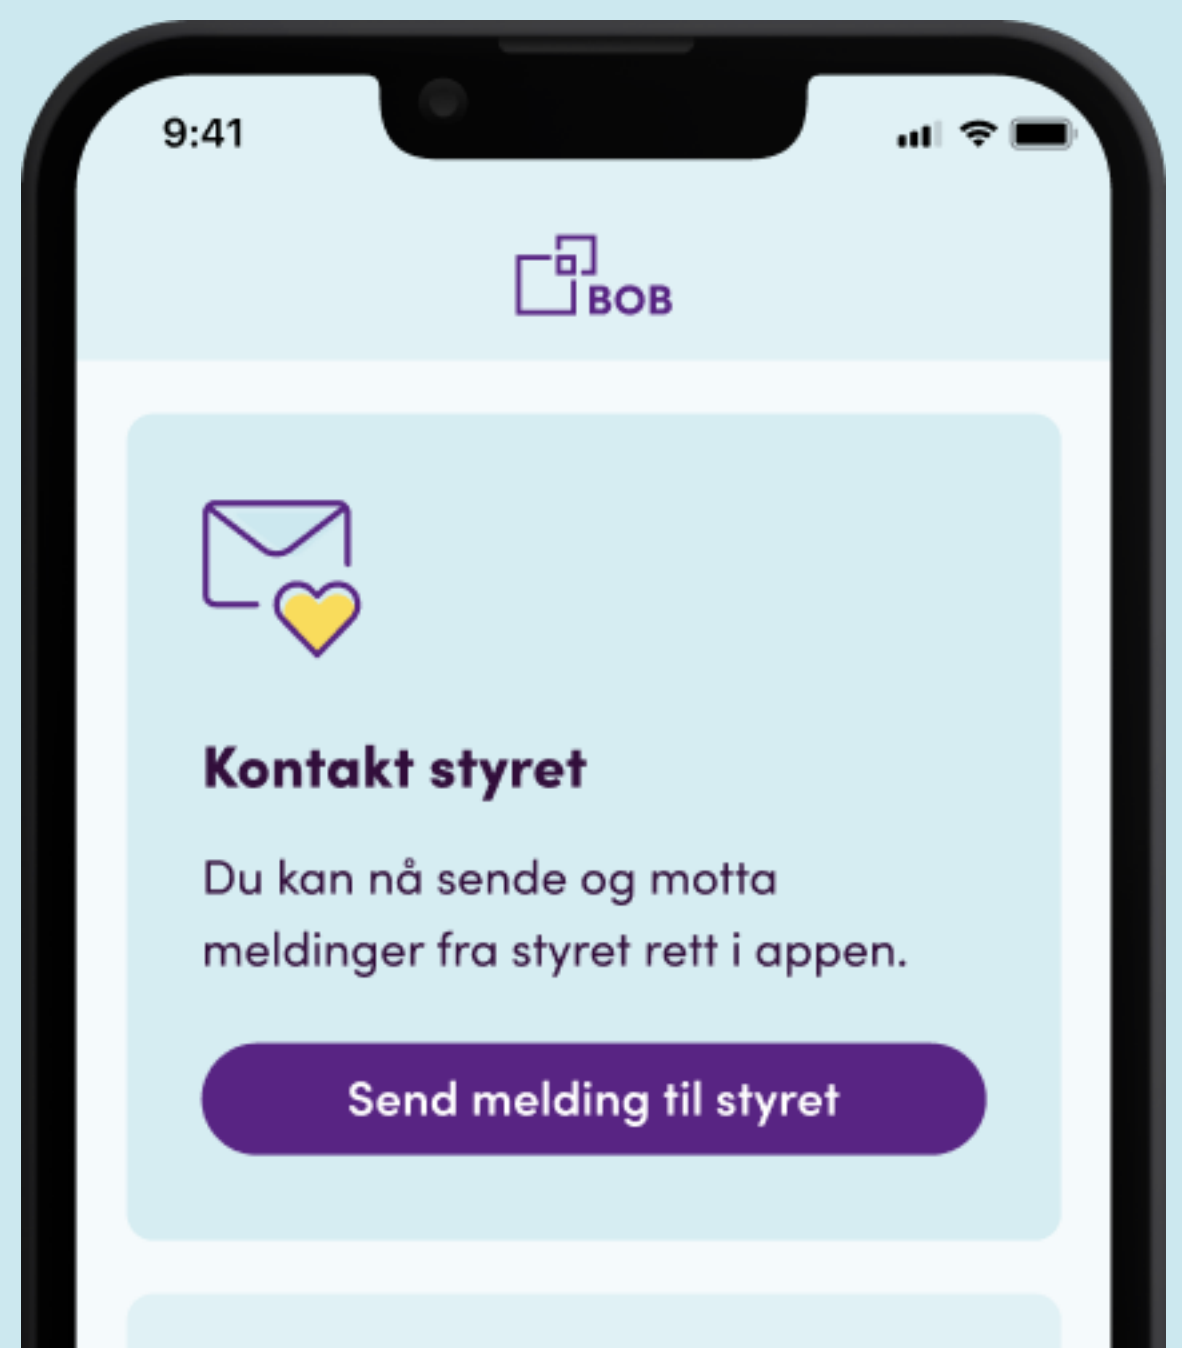 9:41
BOB
Kontakt styret
Du kan nå sende og motta
meldinger fra styret rett i appen.
Send melding til styret